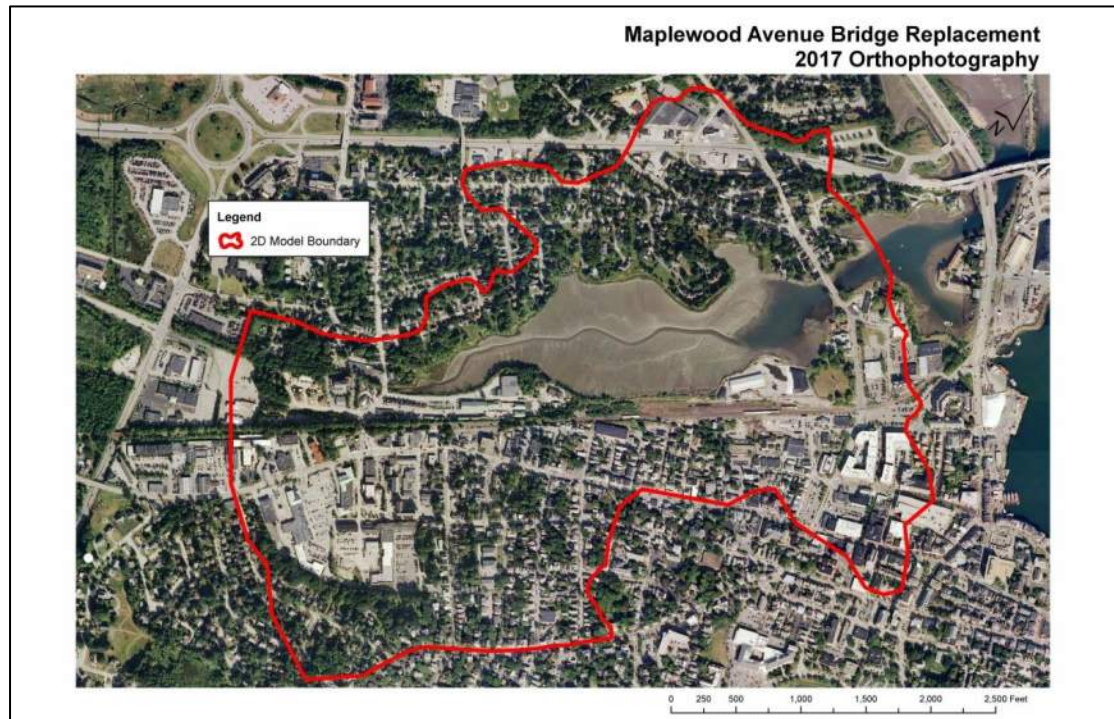 Maplewood Avenue Bridge Replacement
2017 Orthophotography
N
Legend
2D Model Boundary
0 250 500 1,000 1,500 2,000 2,500 Feet